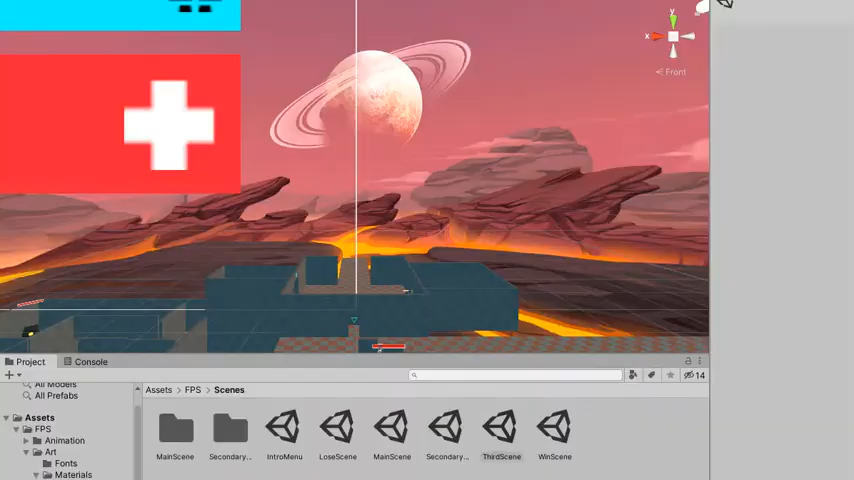 y
x
< Front
Project
Console
14
All Models
All Prefabs
Assets
FPS
Animation
Art
Fonts
Materials
Assets > FPS > Scenes
MainScene
Secondary...
IntroMenu
LoseScene
MainScene
Secondary...
ThirdScene
WinScene